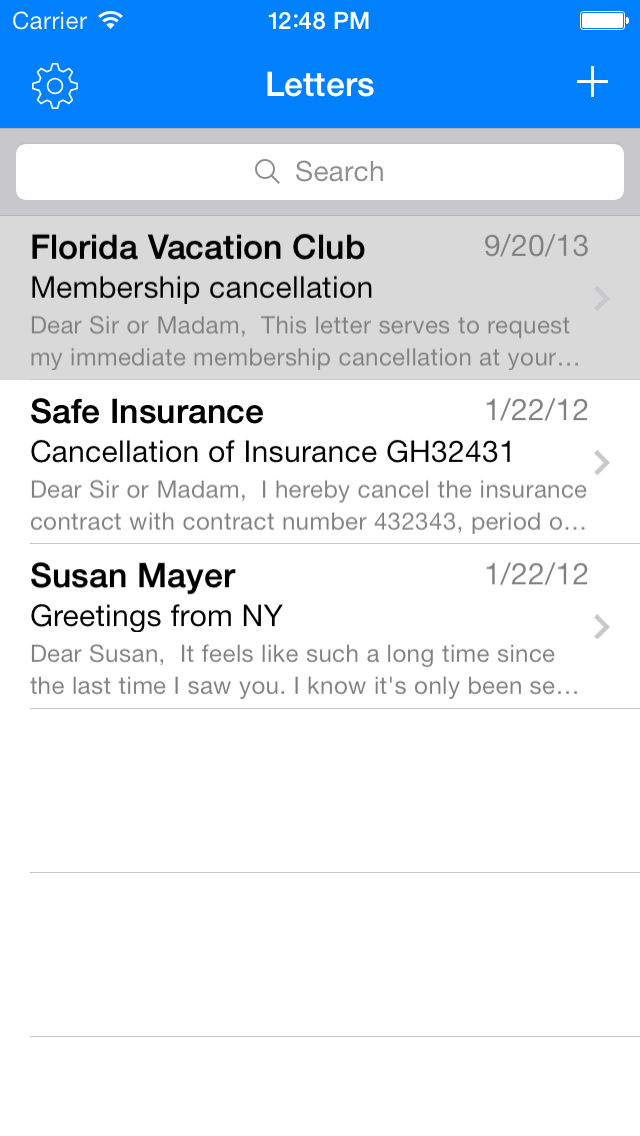 Carrier 12:48 PM
Letters
Search
Florida Vacation Club 9/20/13
Membership cancellation
Dear Sir or Madam,  This letter serves to request
my immediate membership cancellation at your…
Safe Insurance 1/22/12
Cancellation of Insurance GH32431
Dear Sir or Madam,  I hereby cancel the insurance
contract with contract number 432343, period o…
Susan Mayer 1/22/12
Greetings from NY
Dear Susan,  It feels like such a long time since
the last time I saw you. I know it's only been se…